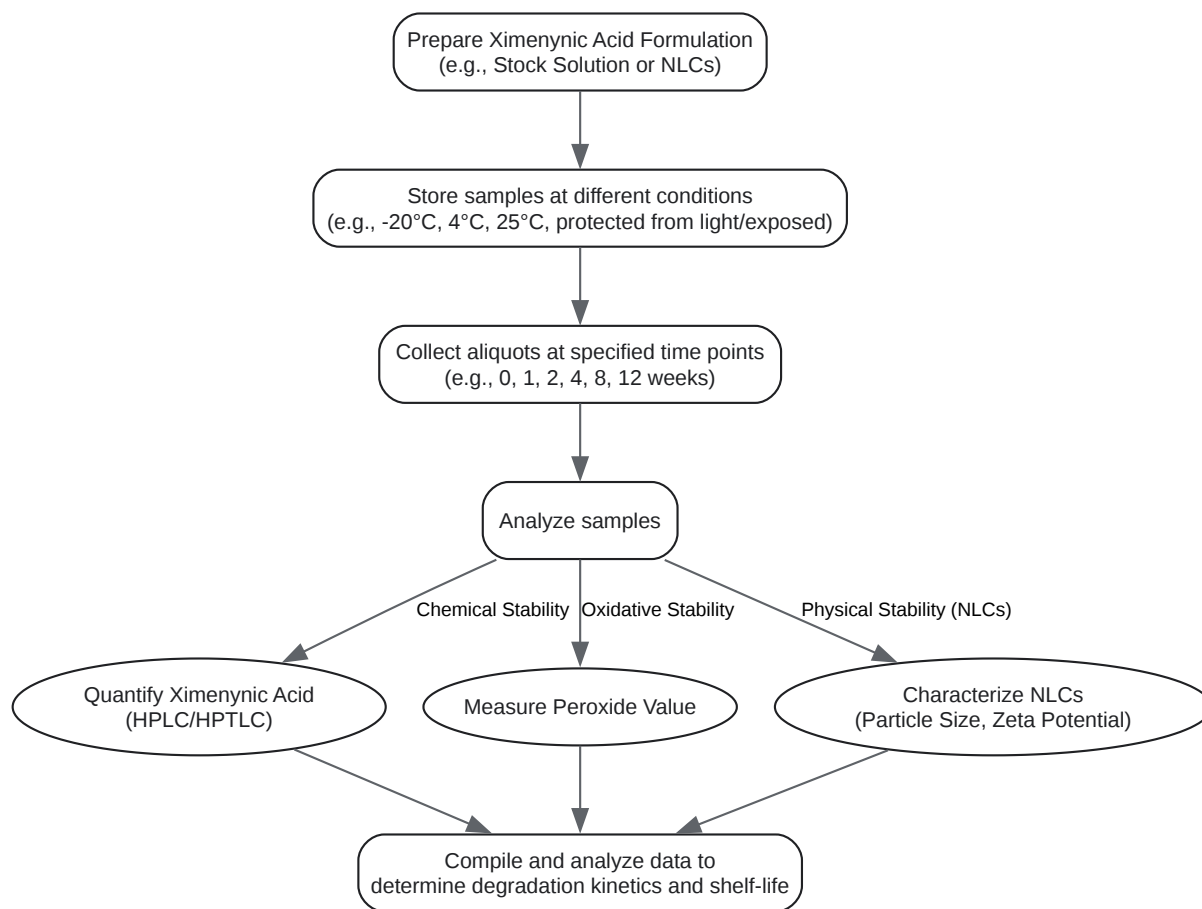 Prepare Ximenynic Acid Formulation
(e.g., Stock Solution or NLCs)
Store samples at different conditions
(e.g., -20°C, 4°C, 25°C, protected from light/exposed)
Collect aliquots at specified time points
(e.g., 0, 1, 2, 4, 8, 12 weeks)
Analyze samples
Chemical Stability
Oxidative Stability
Physical Stability (NLCs)
Quantify Ximenynic Acid
(HPLC/HPTLC)
Measure Peroxide Value
Characterize NLCs
(Particle Size, Zeta Potential)
Compile and analyze data to
determine degradation kinetics and shelf-life